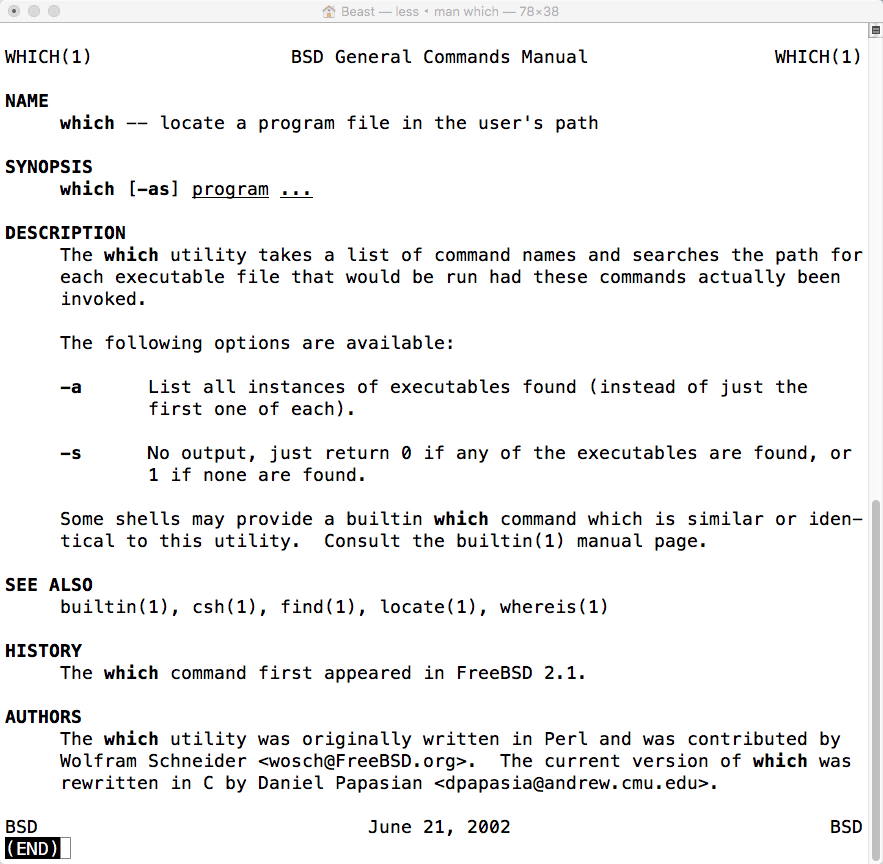 Beast — less ◂ man which — 78×38
WHICH(1)                  BSD General Commands Manual                 WHICH(1)
NAME
     which -- locate a program file in the user's path
SYNOPSIS
     which [-as] program ...
DESCRIPTION
     The which utility takes a list of command names and searches the path for
     each executable file that would be run had these commands actually been
     invoked.
     The following options are available:
     -a      List all instances of executables found (instead of just the
             first one of each).
     -s      No output, just return 0 if any of the executables are found, or
             1 if none are found.
     Some shells may provide a builtin which command which is similar or iden-
     tical to this utility.  Consult the builtin(1) manual page.
SEE ALSO
     builtin(1), csh(1), find(1), locate(1), whereis(1)
HISTORY
     The which command first appeared in FreeBSD 2.1.
AUTHORS
     The which utility was originally written in Perl and was contributed by
     Wolfram Schneider <wosch@FreeBSD.org>.  The current version of which was
     rewritten in C by Daniel Papasian <dpapasia@andrew.cmu.edu>.
BSD                              June 21, 2002                             BSD
(END)